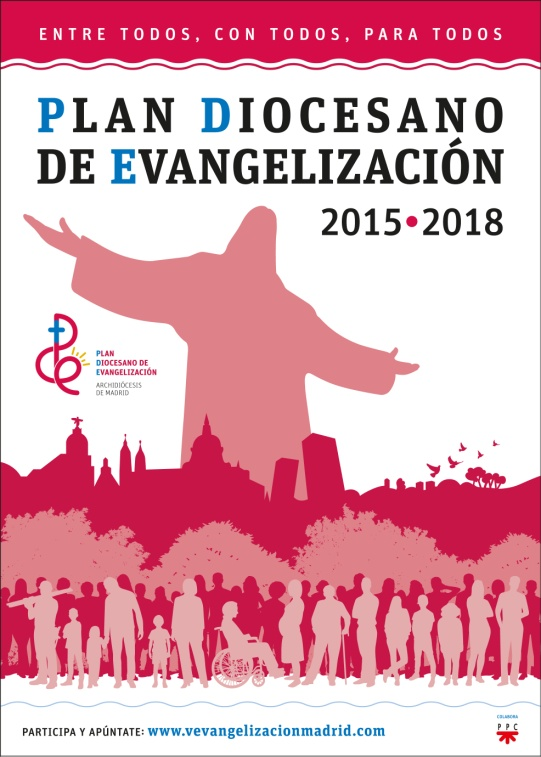 ENTRE TODOS, CON TODOS, PARA TODOS
PLAN DIOCESANO
DE EVANGELIZACIÓN
2015•2018
PLAN
DIOCESANO DE
EVANGELIZACIÓN
ARCHIDIÓCESIS
DE MADRID
PARTICIPA Y APÚNTATE: www.vevangelizacionmadrid.com
COLABORA
PPC